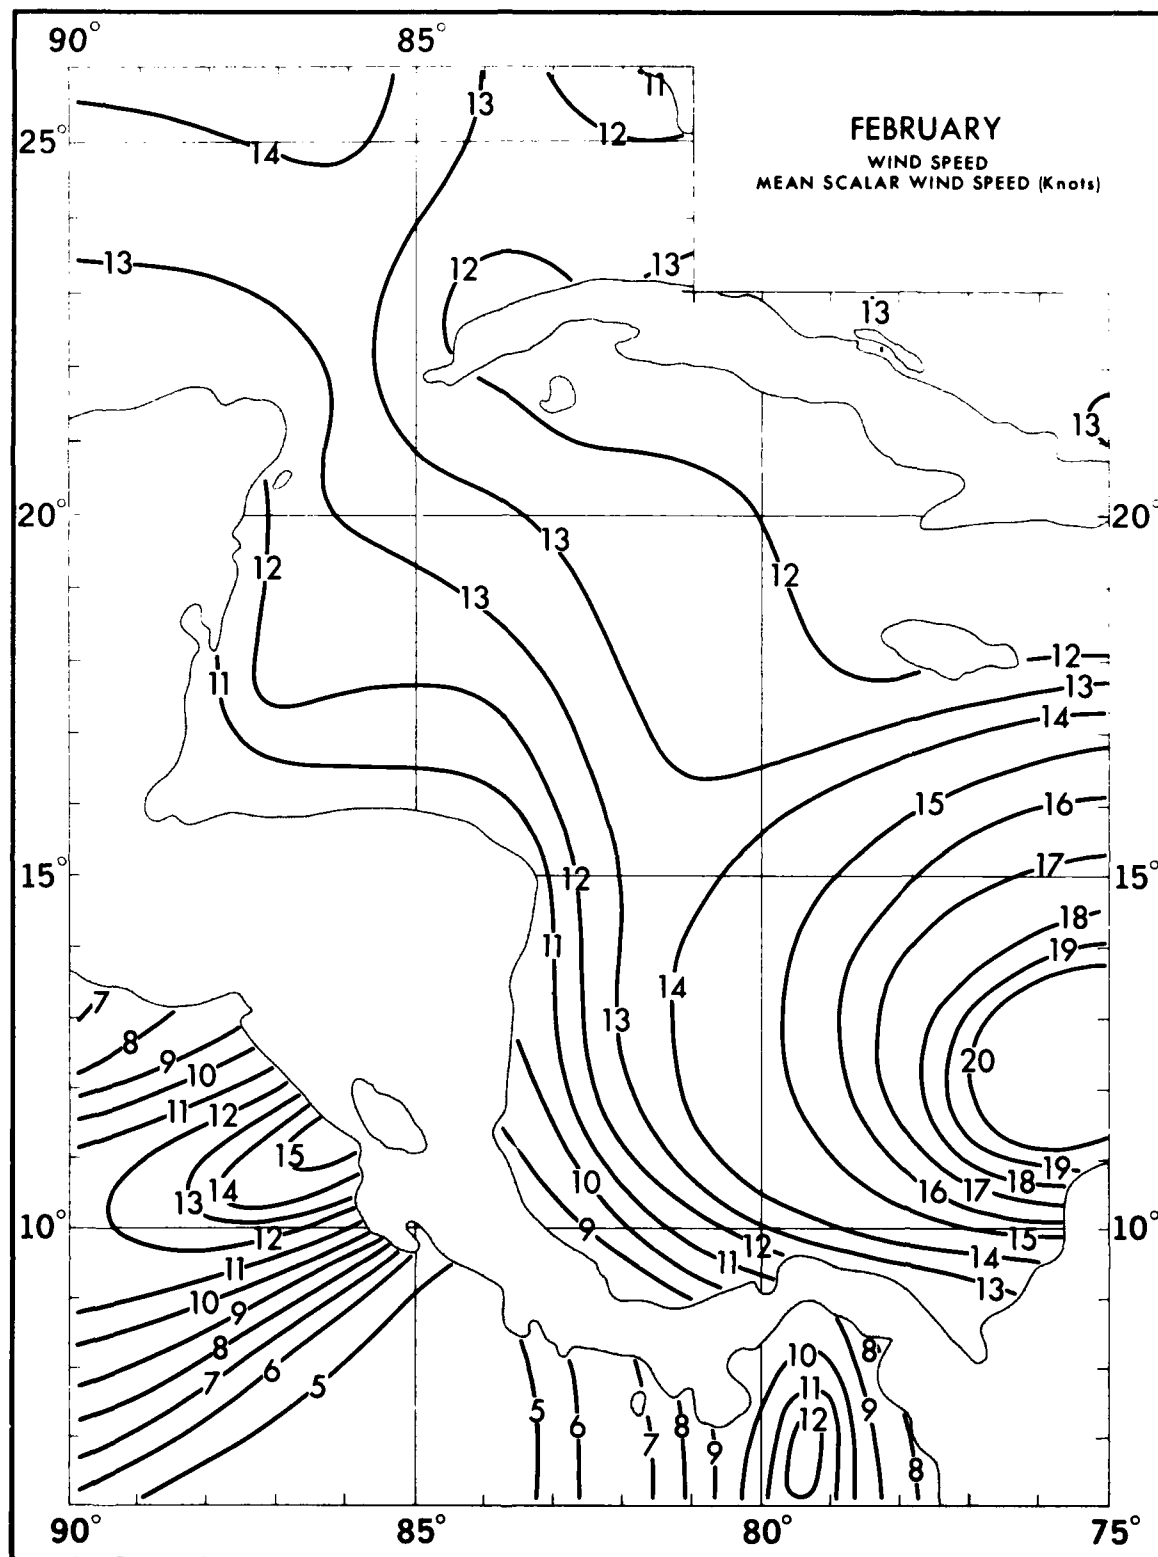 90° 85°
11
13
25° 14 12
FEBRUARY
WIND SPEED
MEAN SCALAR WIND SPEED (Knots)
13 12 13
13
13
20° 20°
12 13 12
13
11 12
13
14
15 16
17
15° 12 15°
18
11 19
14
7 13
8 9 20
10
11 12
15
14 10 19
13 16 17 18
10° 12 9 12 15 10°
11 11 14
10 13
9
8 10 8
7 6 5 11
5 6 7 8 9 12 9 8
90° 85° 80° 75°